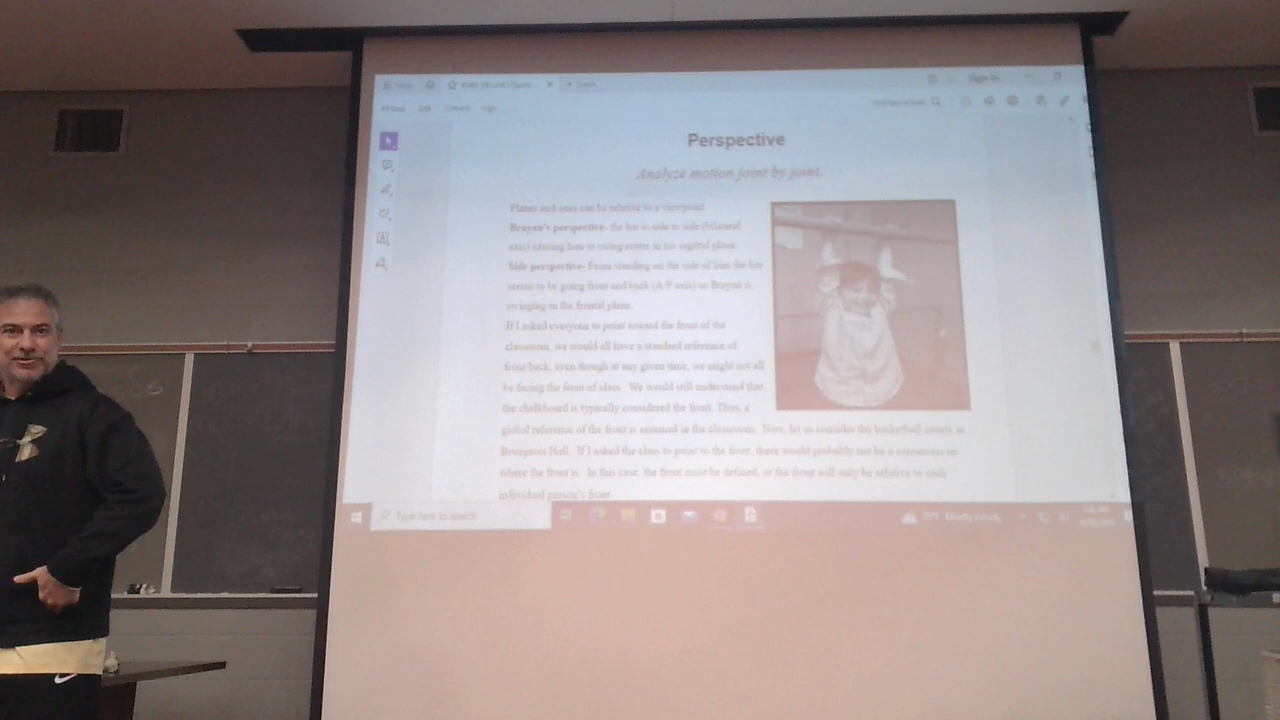 Sign In
Perspective
Analyze motion joint by joint.
Planes and axes can be relative to a viewpoint
Brayan's perspective- the bar is side to side (bilateral
axis) causing him to swing more in his sagittal plane.
Side perspective- From standing on the side of him the bar
seems to be going front and back (A/P axis) so Brayan is
swinging in the frontal plane.
If I asked everyone to point toward the front of the
classroom, we would all have a standard reference of
front/back, even though at any given time, we might not all
be facing the front of class. We would still understand that
the chalkboard is typically considered the front. Thus, a
global reference of the front is assumed in the classroom. Now, let us consider the basketball courts in
Bourgeois Hall. If I asked the class to point to the front, there would probably not be a consensus on
where the front is. In this case, the front must be defined, or the front will only be relative to each
individual person's front
Type here to search
Mostly cloudy